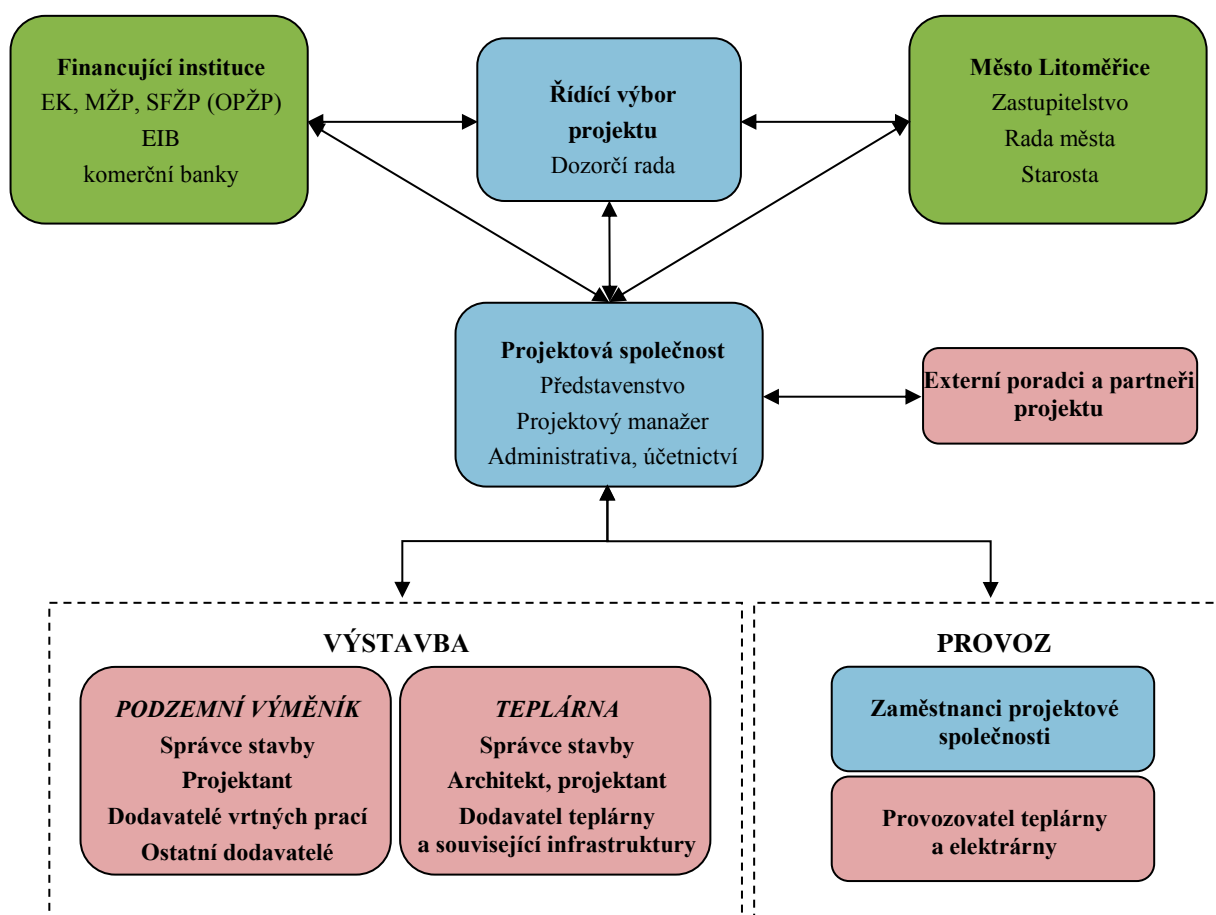 Financující instituce
EK, MŽP, SFŽP (OPŽP)
EIB
komerční banky
Řídící výbor
projektu
Dozorčí rada
Město Litoměřice
Zastupitelstvo
Rada města
Starosta
Projektová společnost
Představenstvo
Projektový manažer
Administrativa, účetnictví
Externí poradci a partneři
projektu
VÝSTAVBA
PODZEMNÍ VÝMĚNÍK
Správce stavby
Projektant
Dodavatelé vrtných prací
Ostatní dodavatelé
TEPLÁRNA
Správce stavby
Architekt, projektant
Dodavatel teplárny
a související infrastruktury
PROVOZ
Zaměstnanci projektové
společnosti
Provozovatel teplárny
a elektrárny